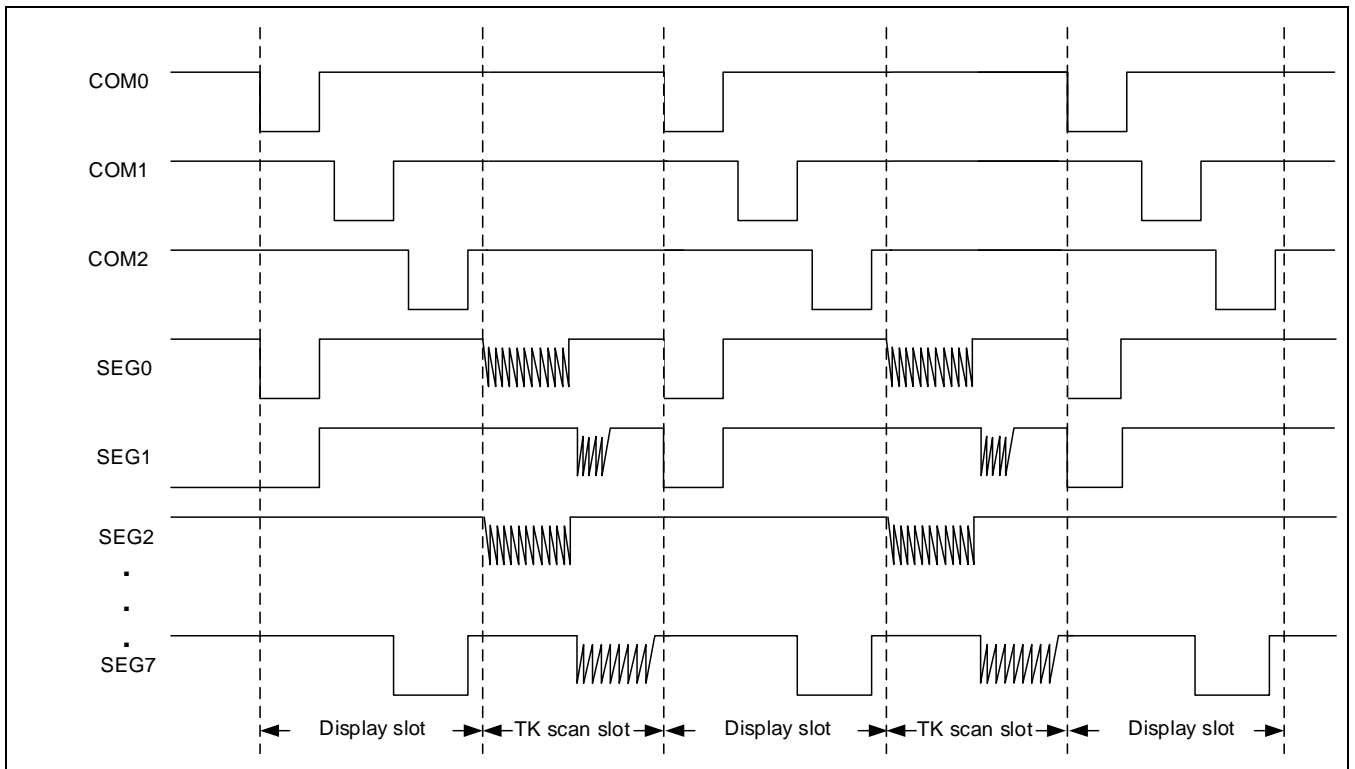 COM0
COM1
COM2
SEG0
SEG1
SEG2
.
.
.
SEG7
Display slot
TK scan slot
Display slot
TK scan slot
Display slot